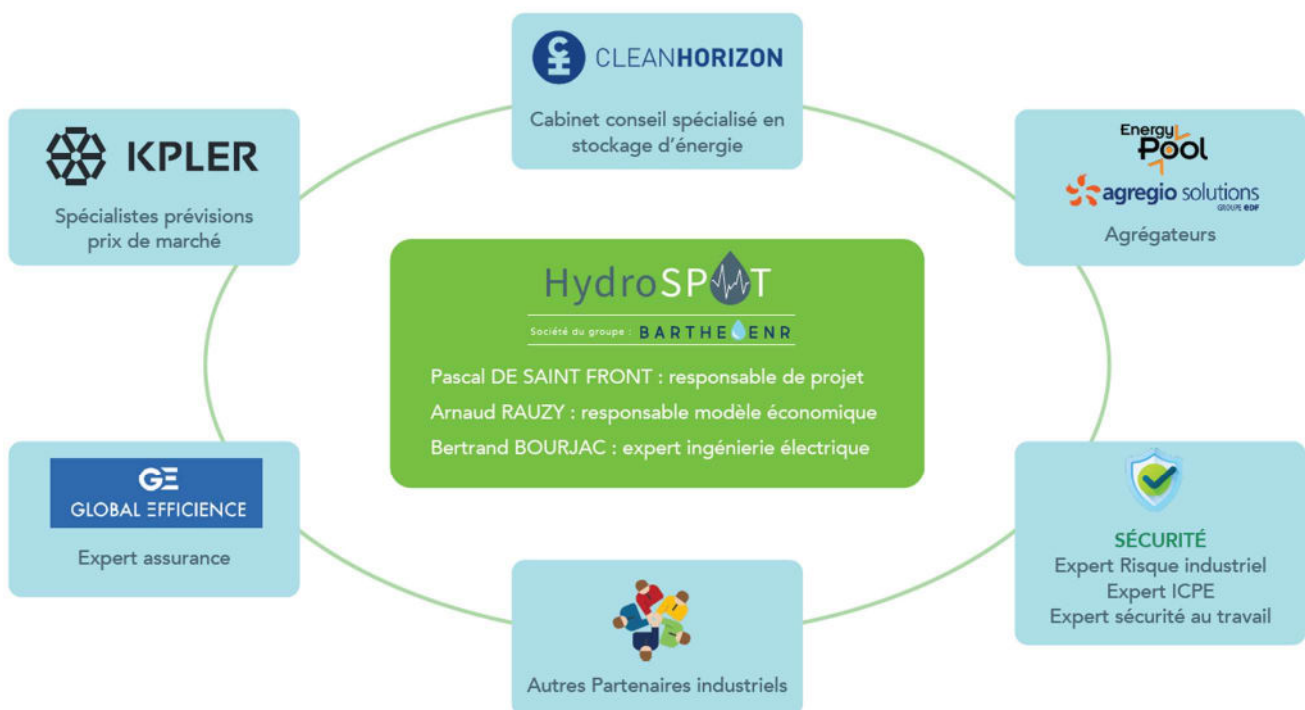 CLEANHORIZON
Cabinet conseil spécialisé en
stockage d'énergie
KPLER
Spécialistes prévisions
prix de marché
Energy
Pool
agregio solutions
GROUPE EDF
Agrégateurs
HydroSPOT
Société du groupe : BARTHE ENR
Pascal DE SAINT FRONT : responsable de projet
Arnaud RAUZY : responsable modèle économique
Bertrand BOURJAC : expert ingénierie électrique
GE
GLOBAL EFFICIENCE
Expert assurance
SÉCURITÉ
Expert Risque industriel
Expert ICPE
Expert sécurité au travail
Autres Partenaires industriels